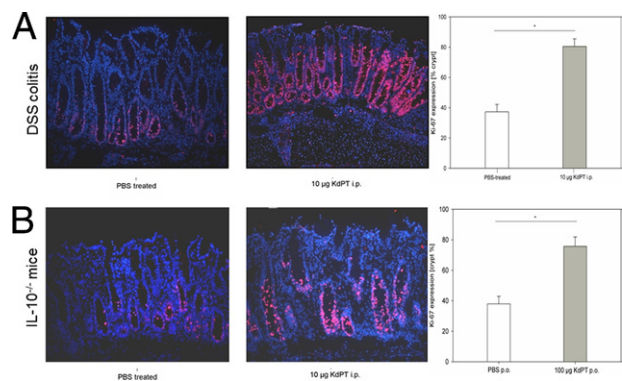 A
DSS colitis
PBS treated
10 µg KdPT i.p.
Ki-67 expression [% crypt]
100
80
60
40
20
0
*
PBS-treated
10 µg KdPT i.p.
B
IL-10-/- mice
PBS treated
10 µg KdPT i.p.
Ki-67 expression [crypt %]
100
80
60
40
20
0
*
PBS p.o.
100 µg KdPT p.o.